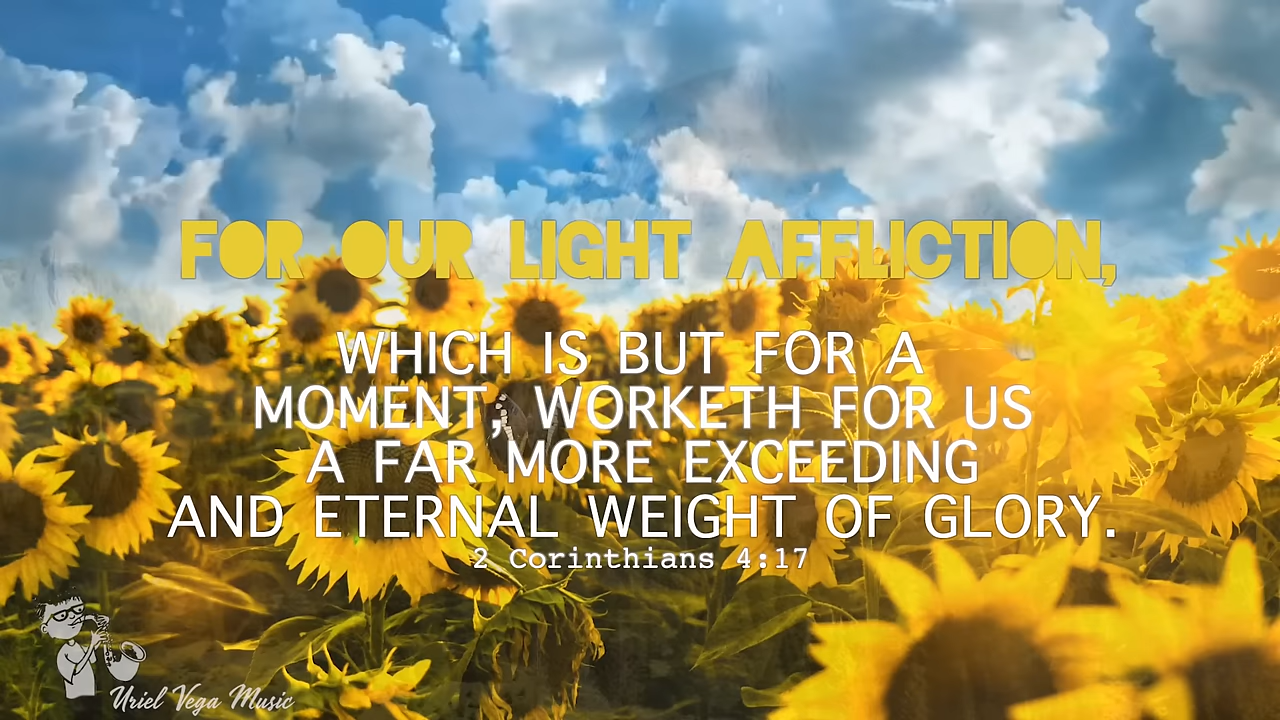 FOR OUR LIGHT AFFLICTION,
WHICH IS BUT FOR A
MOMENT; WORKETH FOR US
A FAR MORE EXCEEDING
AND ETERNAL WEIGHT OF GLORY.
2 Corinthians 4:17
Uriel Vega Music